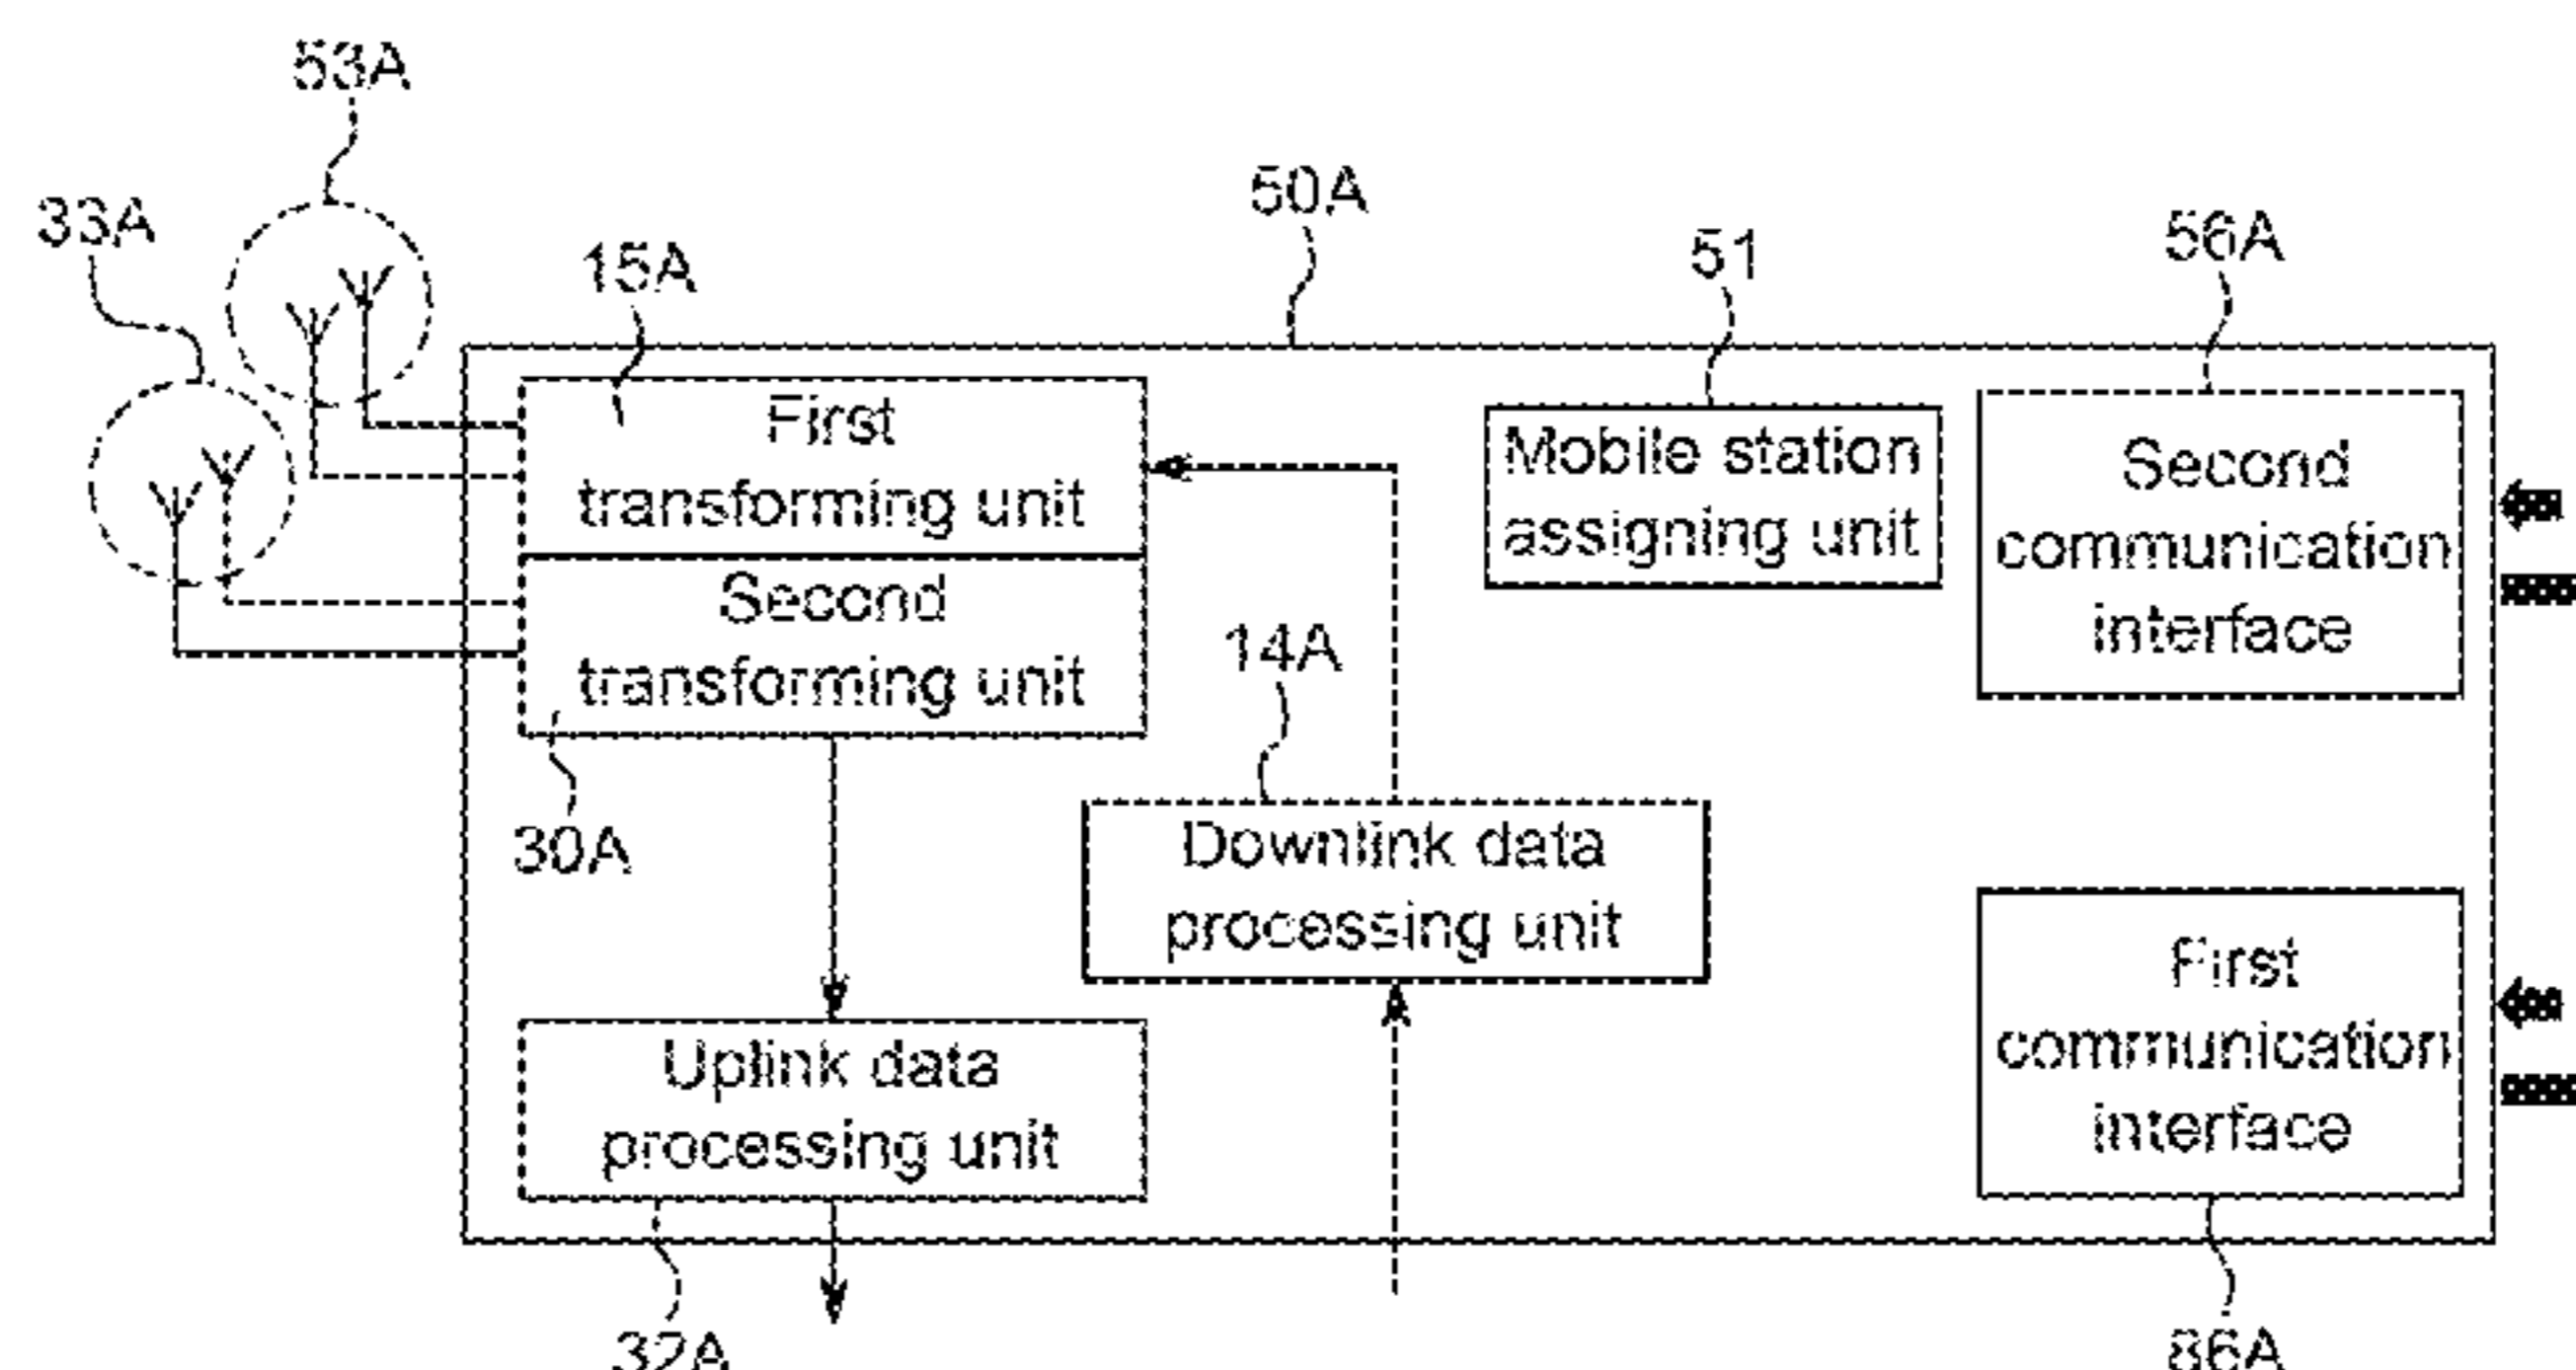 53A
33A
15A
50A
51
56A
First
transforming unit
Second
transforming unit
30A
Mobile station
assigning unit
Second
communication
interface
14A
Downlink data
processing unit
Uplink data
processing unit
First
communication
interface
32A
86A